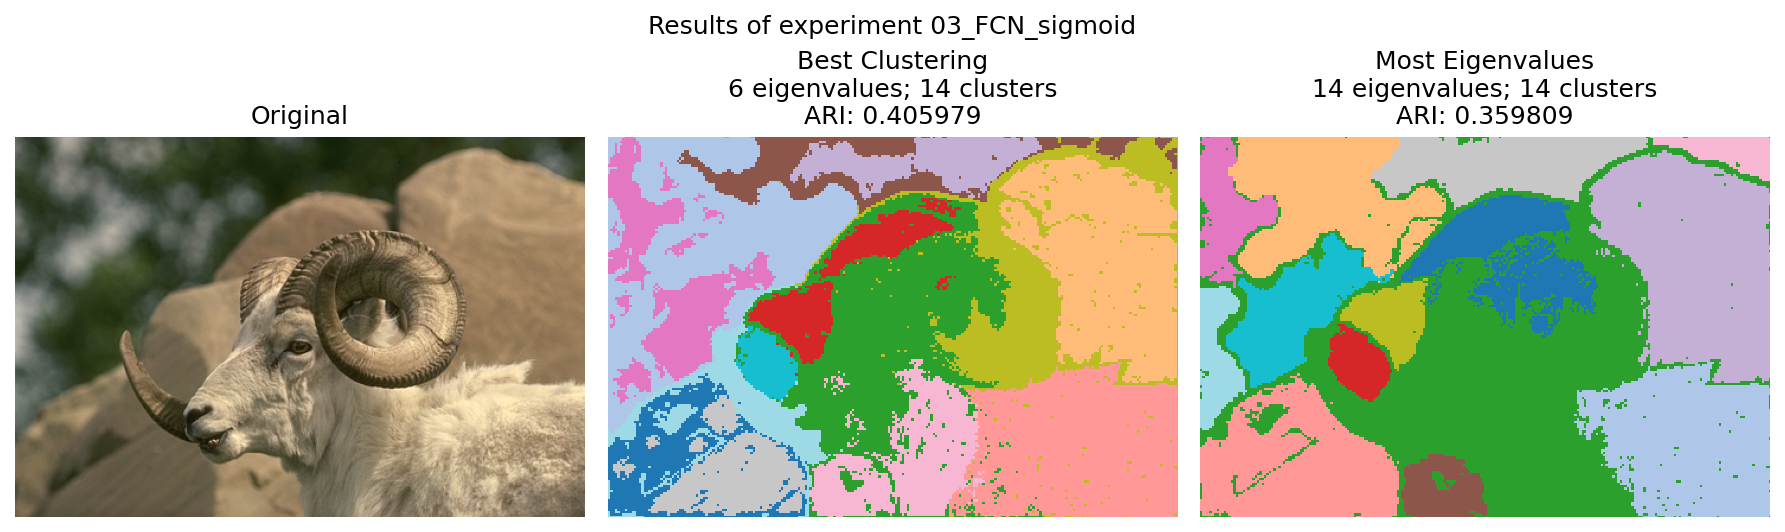 Results of experiment 03_FCN_sigmoid
Original
Best Clustering
6 eigenvalues; 14 clusters
ARI: 0.405979
Most Eigenvalues
14 eigenvalues; 14 clusters
ARI: 0.359809